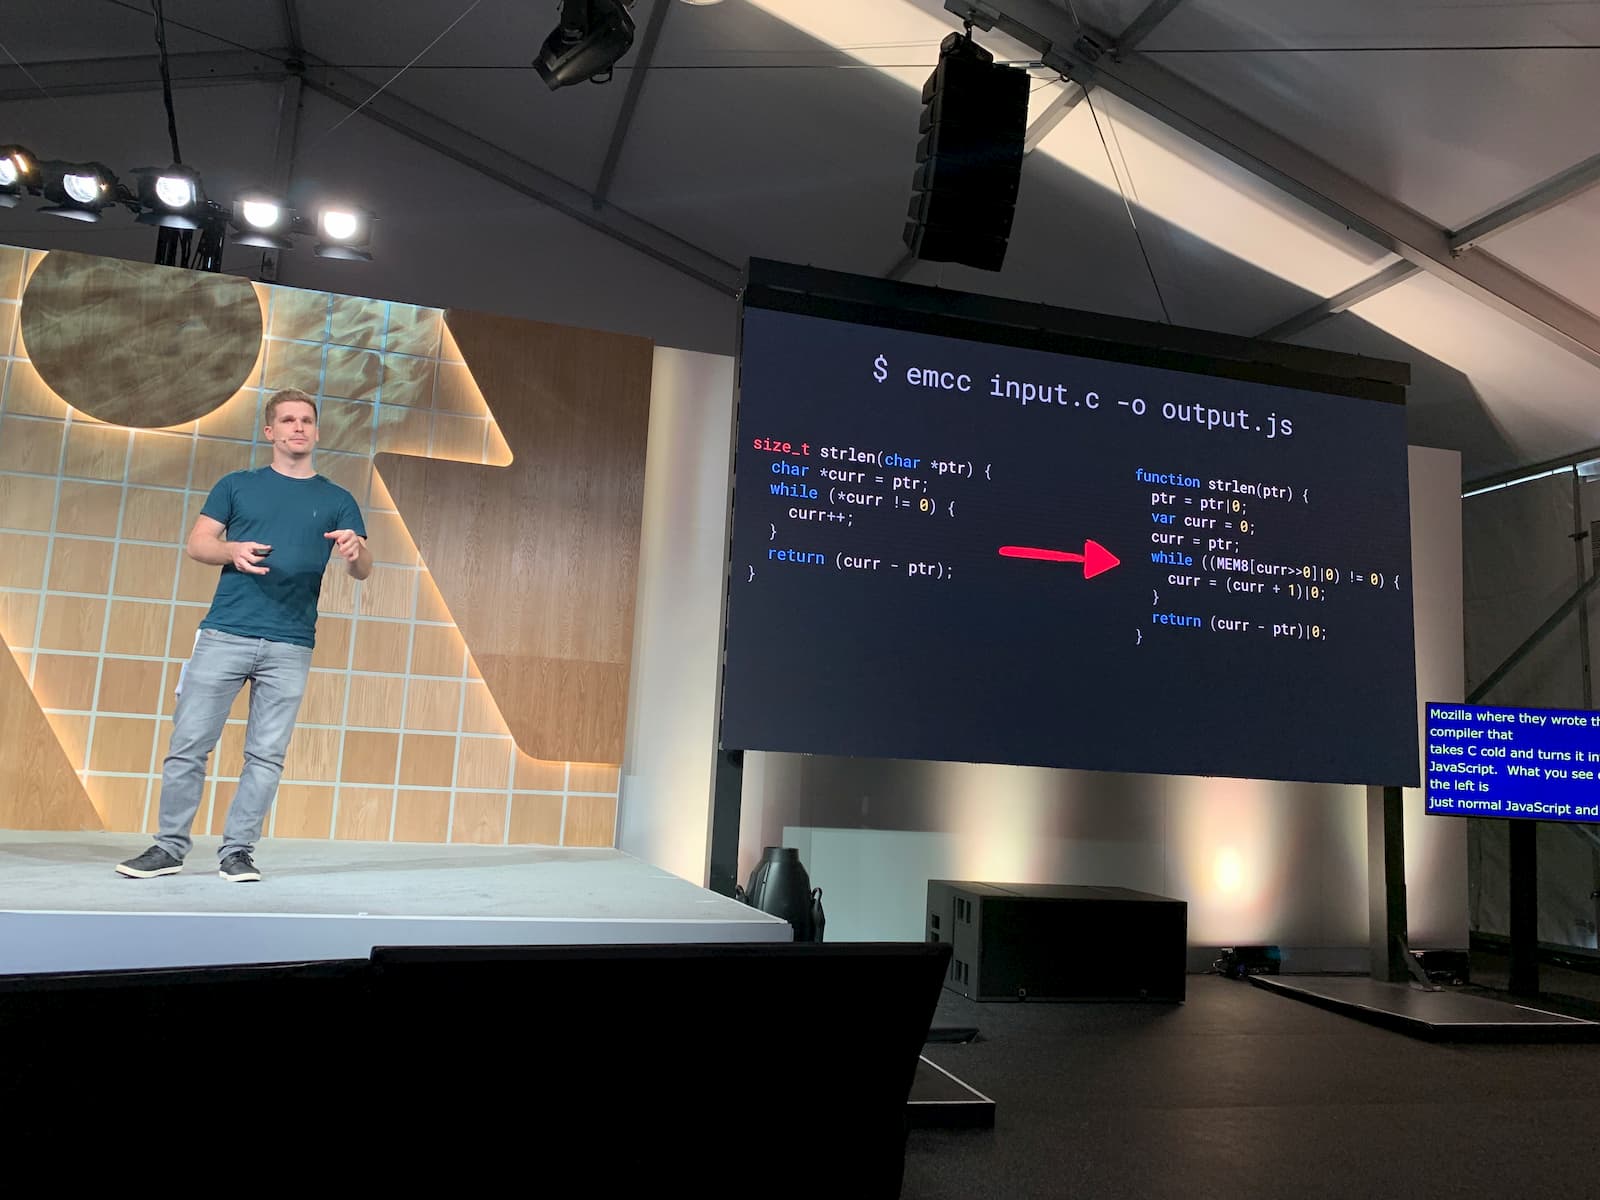 $ emcc input.c -o output.js
size_t strlen(char *ptr) {
char *curr = ptr;
while (*curr != 0) {
curr++;
}
return (curr - ptr);
}
function strlen(ptr) {
ptr = ptr|0;
var curr = 0;
curr = ptr;
while ((MEM8[curr>>0]|0) != 0) {
curr = (curr + 1)|0;
}
return (curr - ptr)|0;
}
Mozilla where they wrote
compiler that
takes C cold and turns it
JavaScript. What you see
the left is
just normal JavaScript and